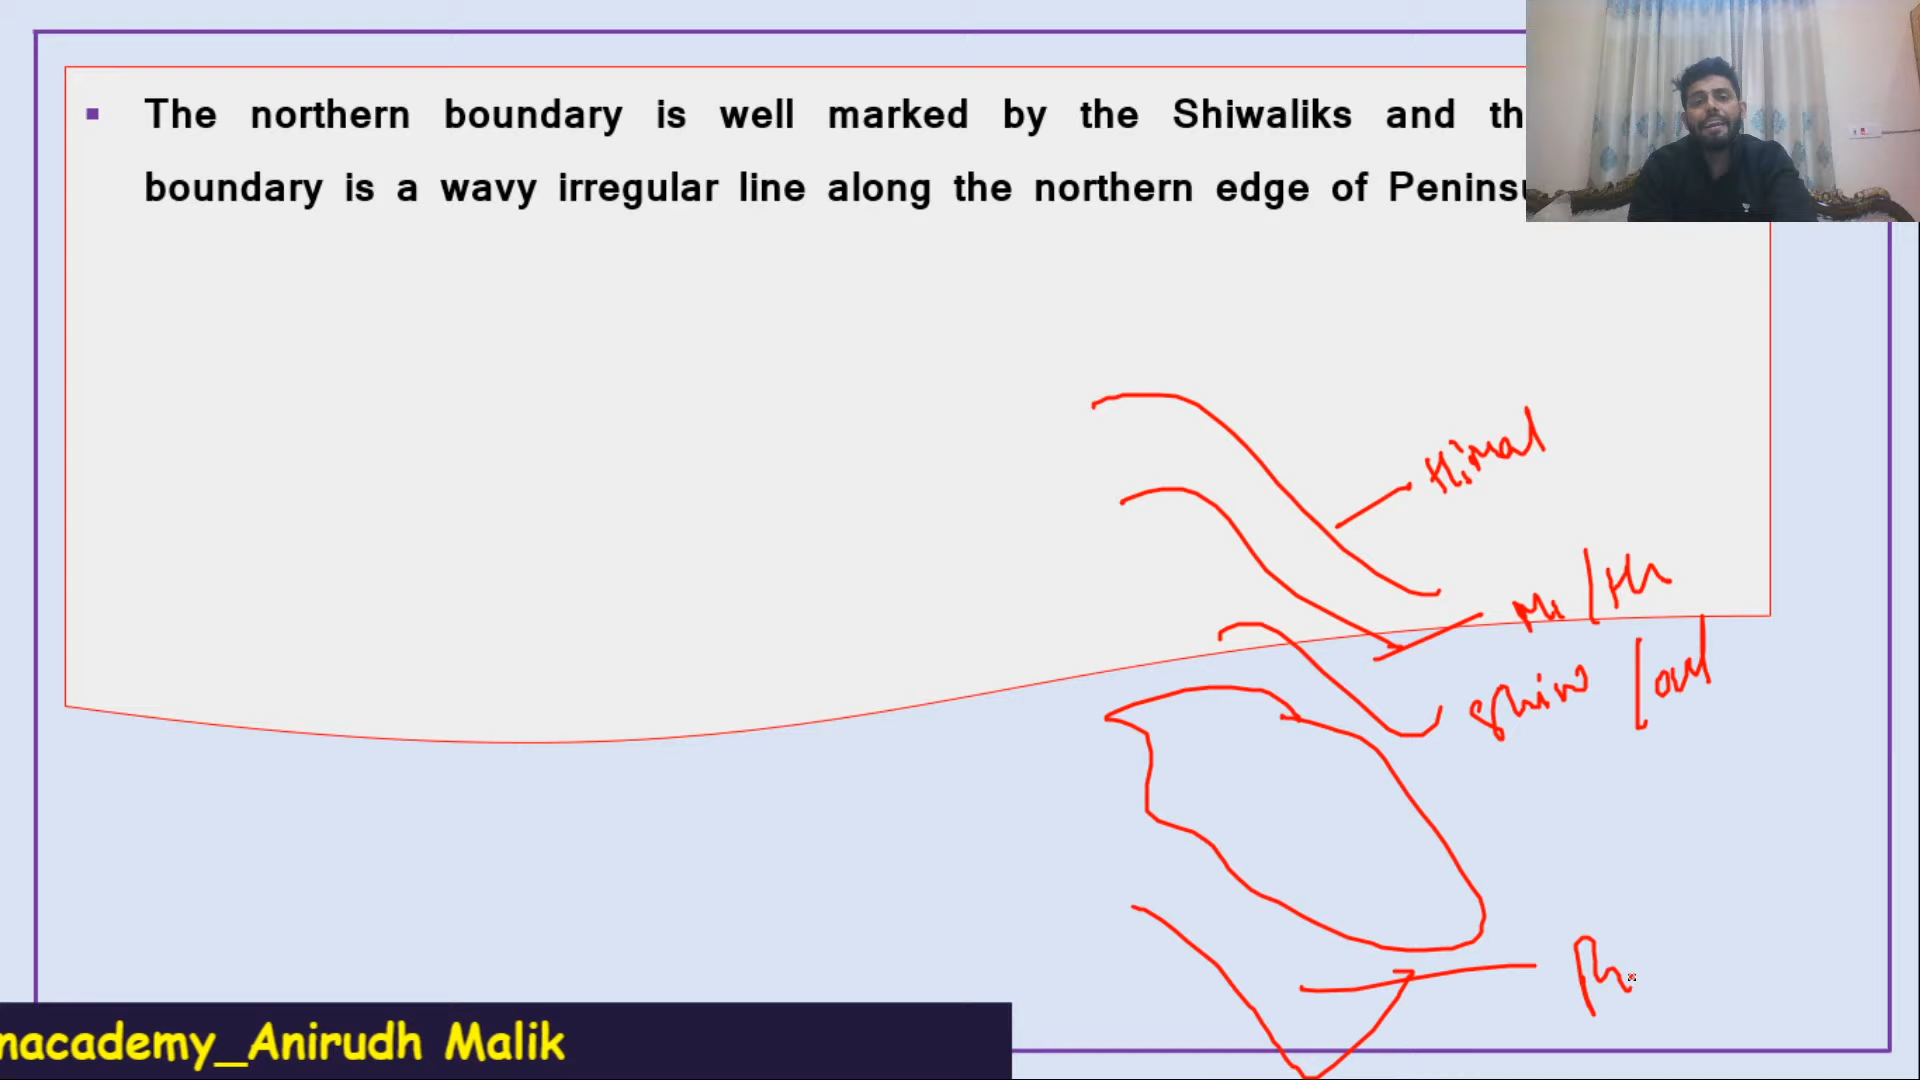 ▪ The northern boundary is well marked by the Shiwaliks and th
boundary is a wavy irregular line along the northern edge of Peninsu
Himal
Shiw
nacademy_Anirudh Malik